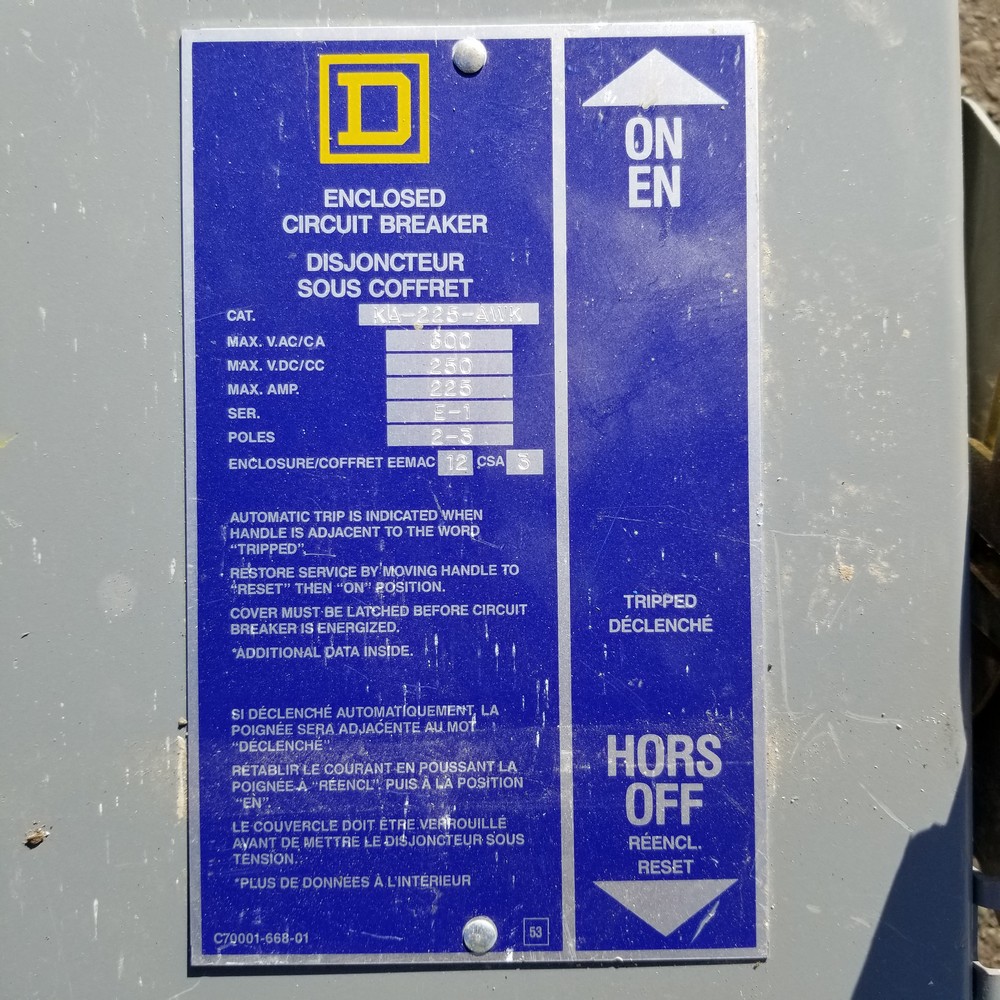 D
ENCLOSED
CIRCUIT BREAKER
DISJONCTEUR
SOUS COFFRET
CAT. KA-225-AWK
MAX. V.AC/CA 600
MAX. V.DC/CC 250
MAX. AMP. 225
SER. E-1
POLES 2-3
ENCLOSURE/COFFRET EEMAC 12 CSA 3
AUTOMATIC TRIP IS INDICATED WHEN
HANDLE IS ADJACENT TO THE WORD
"TRIPPED".
RESTORE SERVICE BY MOVING HANDLE TO
"RESET" THEN "ON" POSITION.
COVER MUST BE LATCHED BEFORE CIRCUIT
BREAKER IS ENERGIZED.
*ADDITIONAL DATA INSIDE.
SI DÉCLENCHÉ AUTOMATIQUEMENT, LA
POIGNÉE SERA ADJACENTE AU MOT
"DÉCLENCHÉ".
RÉTABLIR LE COURANT EN POUSSANT LA
POIGNÉE À "RÉENCL". PUIS À LA POSITION
"EN".
LE COUVERCLE DOIT ÊTRE VERROUILLÉ
AVANT DE METTRE LE DISJONCTEUR SOUS
TENSION.
*PLUS DE DONNÉES À L'INTÉRIEUR
C70001-668-01
53
ON
EN
TRIPPED
DÉCLENCHÉ
HORS
OFF
RÉENCL.
RESET